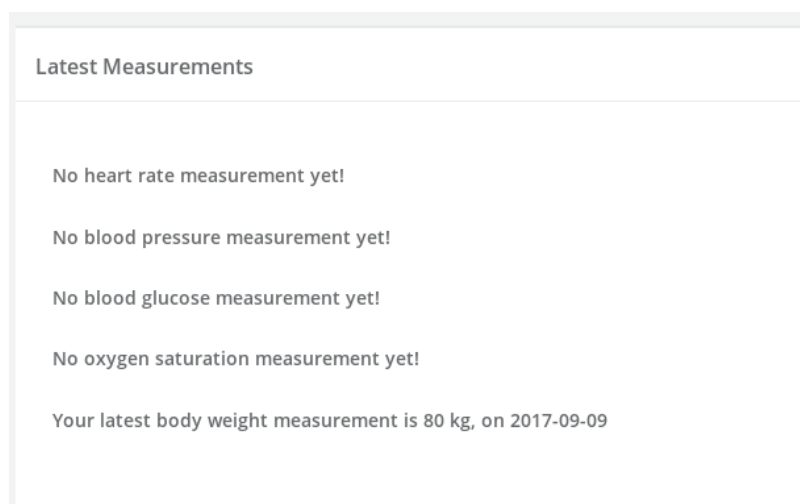 Latest Measurements
No heart rate measurement yet!
No blood pressure measurement yet!
No blood glucose measurement yet!
No oxygen saturation measurement yet!
Your latest body weight measurement is 80 kg, on 2017-09-09